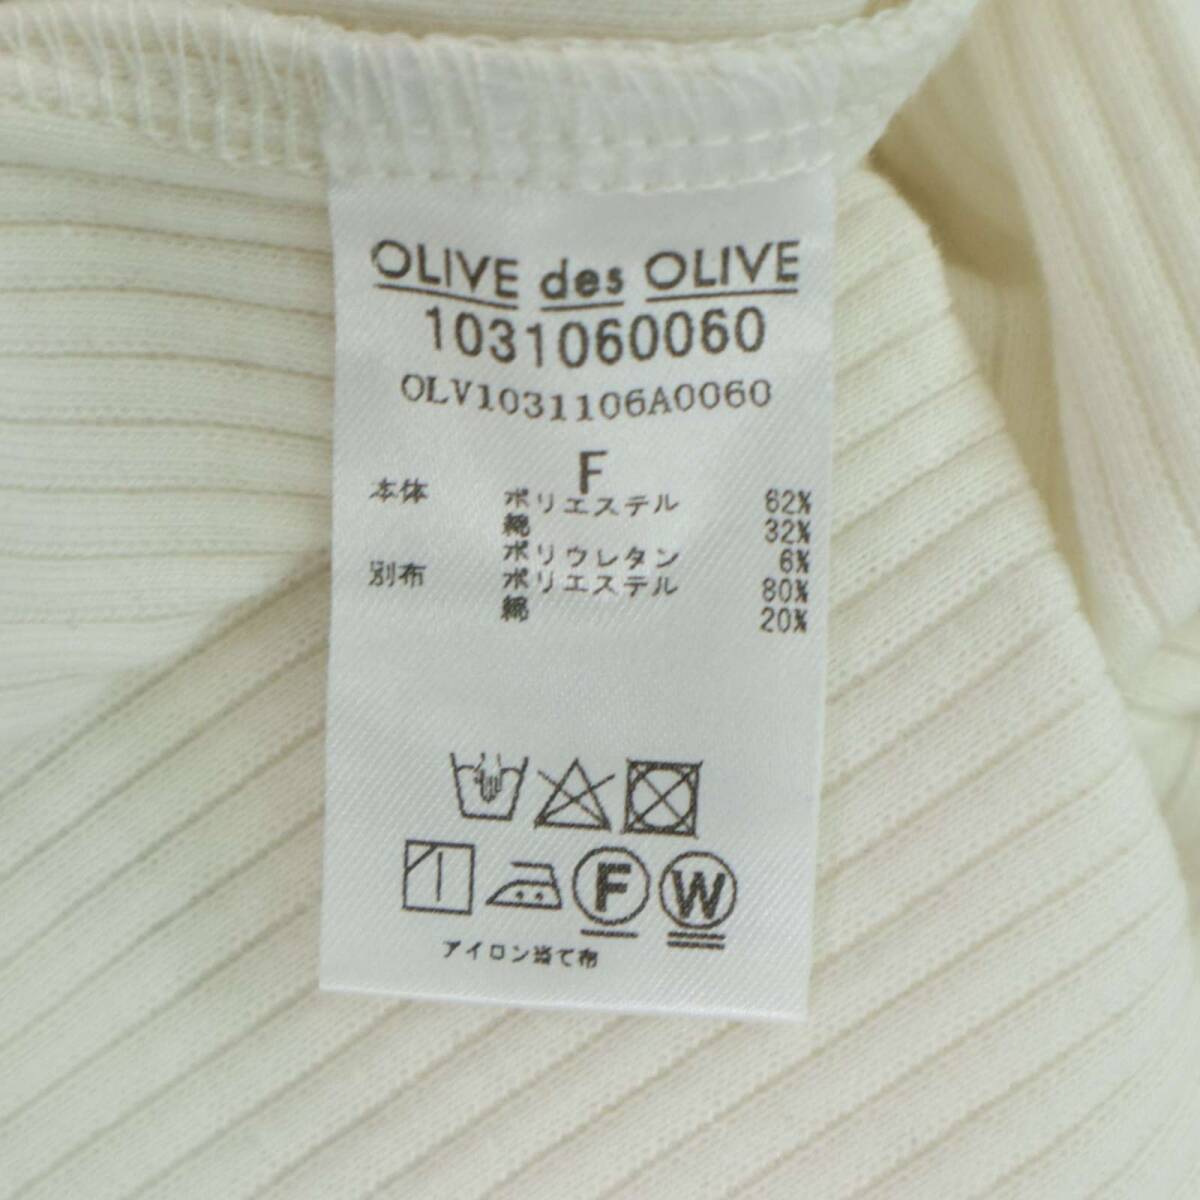 OLIVE des OLIVE
1031060060
OLV1031106A0060
F
本体 ポリエステル 62%
綿 32%
ポリウレタン 6%
別布 ポリエステル 80%
綿 20%
F W
アイロン当て布